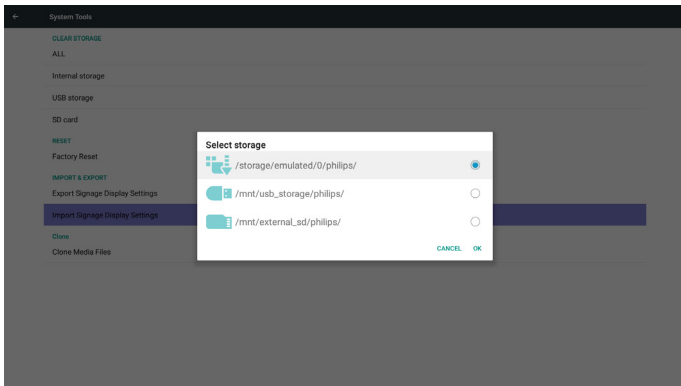 System Tools
CLEAR STORAGE
ALL
Internal storage
USB storage
SD card
RESET
Factory Reset
IMPORT & EXPORT
Export Signage Display Settings
Import Signage Display Settings
Clone
Clone Media Files
Select storage
/storage/emulated/0/philips/
/mnt/usb_storage/philips/
/mnt/external_sd/philips/
CANCEL OK